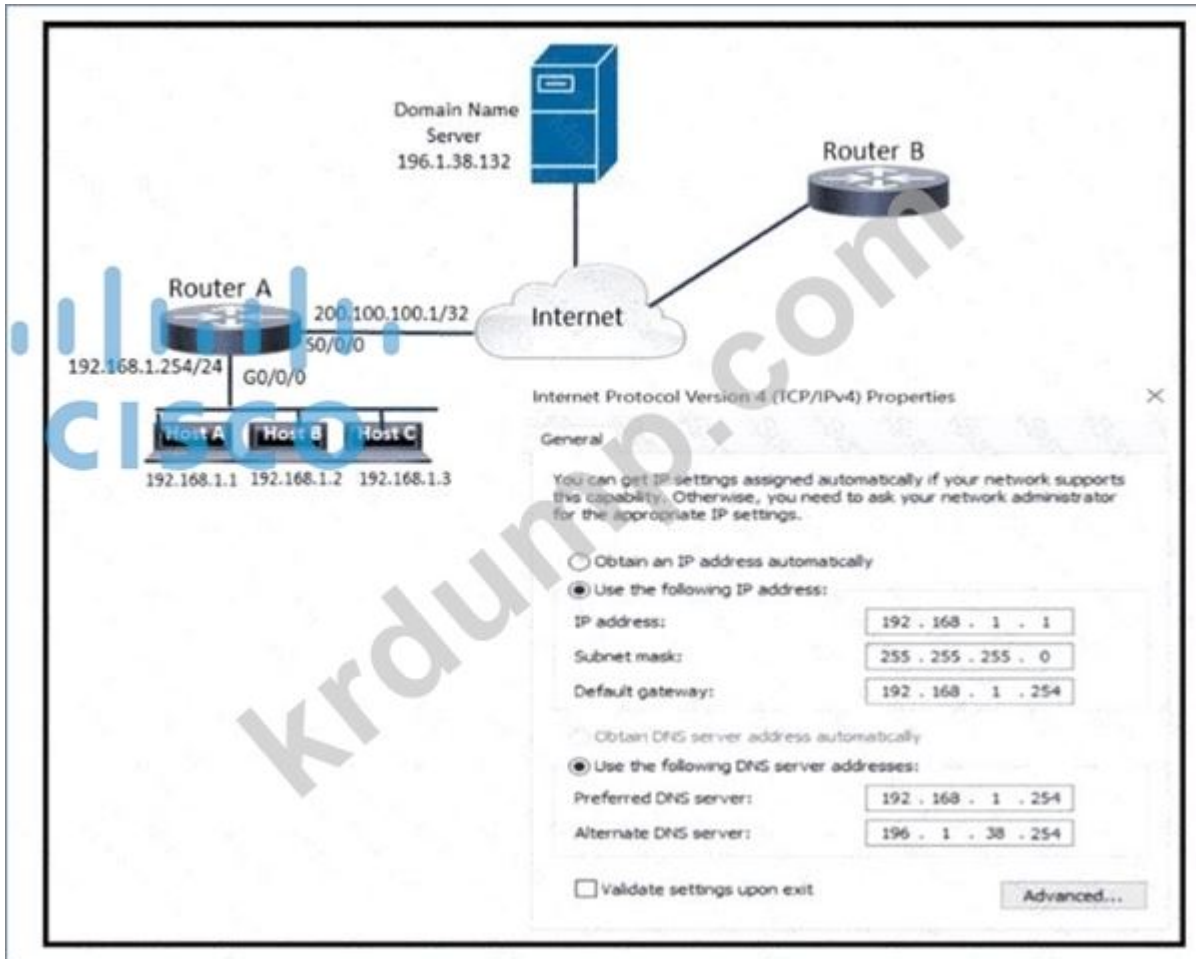 Domain Name
Server
196.1.38.132
Router B
Router A
200.100.100.1/32
Internet
S0/0/0
192.168.1.254/24
G0/0/0
CISCO
Host A Host B Host C
192.168.1.1 192.168.1.2 192.168.1.3
krdump.com
Internet Protocol Version 4 (TCP/IPv4) Properties
General
You can get IP settings assigned automatically if your network supports
this capability. Otherwise, you need to ask your network administrator
for the appropriate IP settings.
Obtain an IP address automatically
Use the following IP address:
IP address: 192 . 168 . 1 . 1
Subnet mask: 255 . 255 . 255 . 0
Default gateway: 192 . 168 . 1 . 254
Obtain DNS server address automatically
Use the following DNS server addresses:
Preferred DNS server: 192 . 168 . 1 . 254
Alternate DNS server: 196 . 1 . 38 . 254
Validate settings upon exit
Advanced...